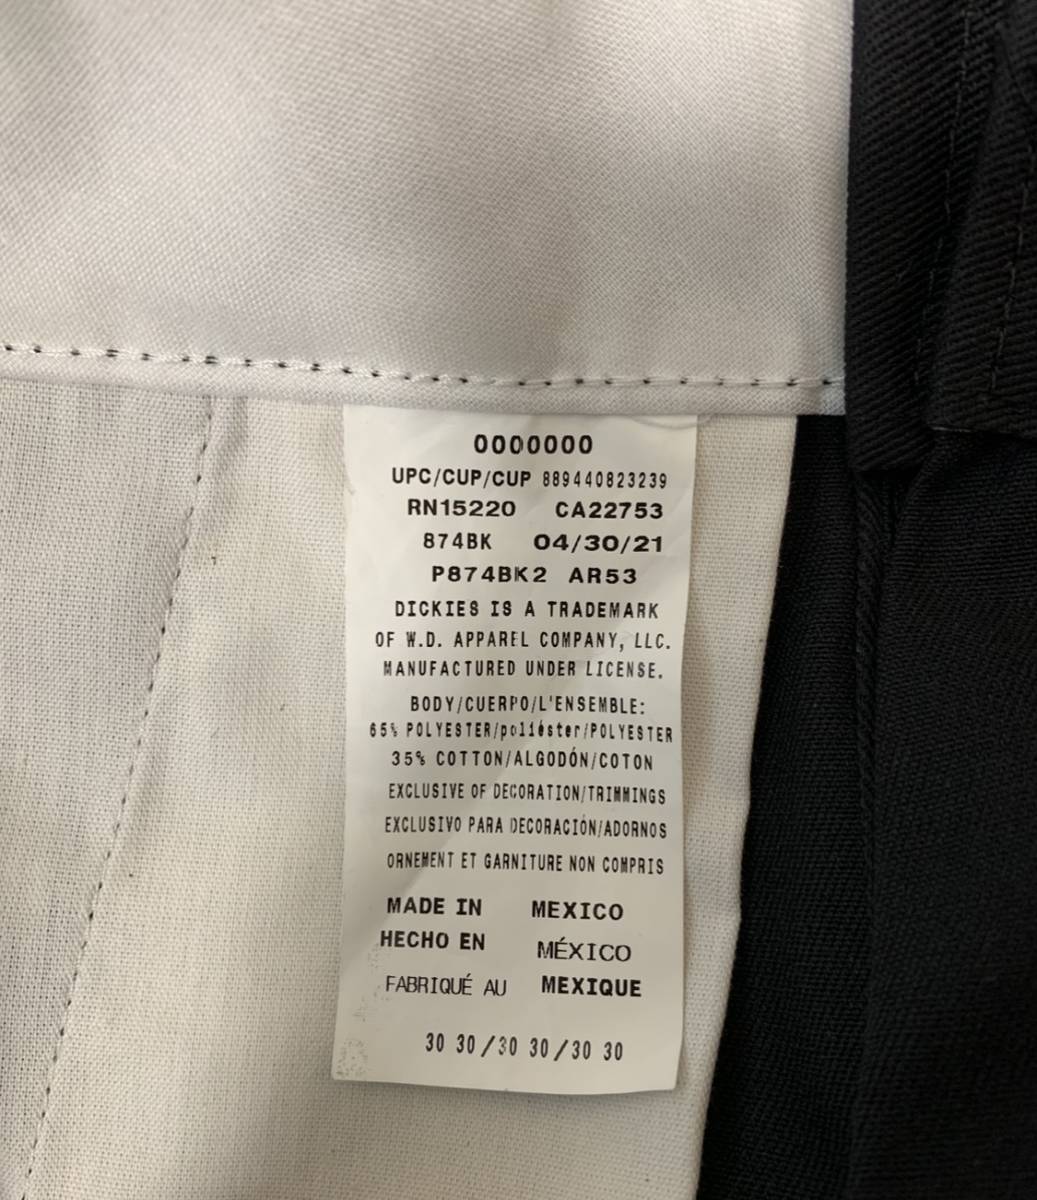 0000000
UPC/CUP/CUP 889440823239
RN15220 CA22753
874BK 04/30/21
P874BK2 AR53
DICKIES IS A TRADEMARK
OF W.D. APPAREL COMPANY, LLC.
MANUFACTURED UNDER LICENSE.
BODY/CUERPO/L'ENSEMBLE:
65% POLYESTER/poliéster/POLYESTER
35% COTTON/ALGODÓN/COTON
EXCLUSIVE OF DECORATION/TRIMMINGS
EXCLUSIVO PARA DECORACIÓN/ADORNOS
ORNEMENT ET GARNITURE NON COMPRIS
MADE IN MEXICO
HECHO EN MÉXICO
FABRIQUÉ AU MEXIQUE
30 30/30 30/30 30